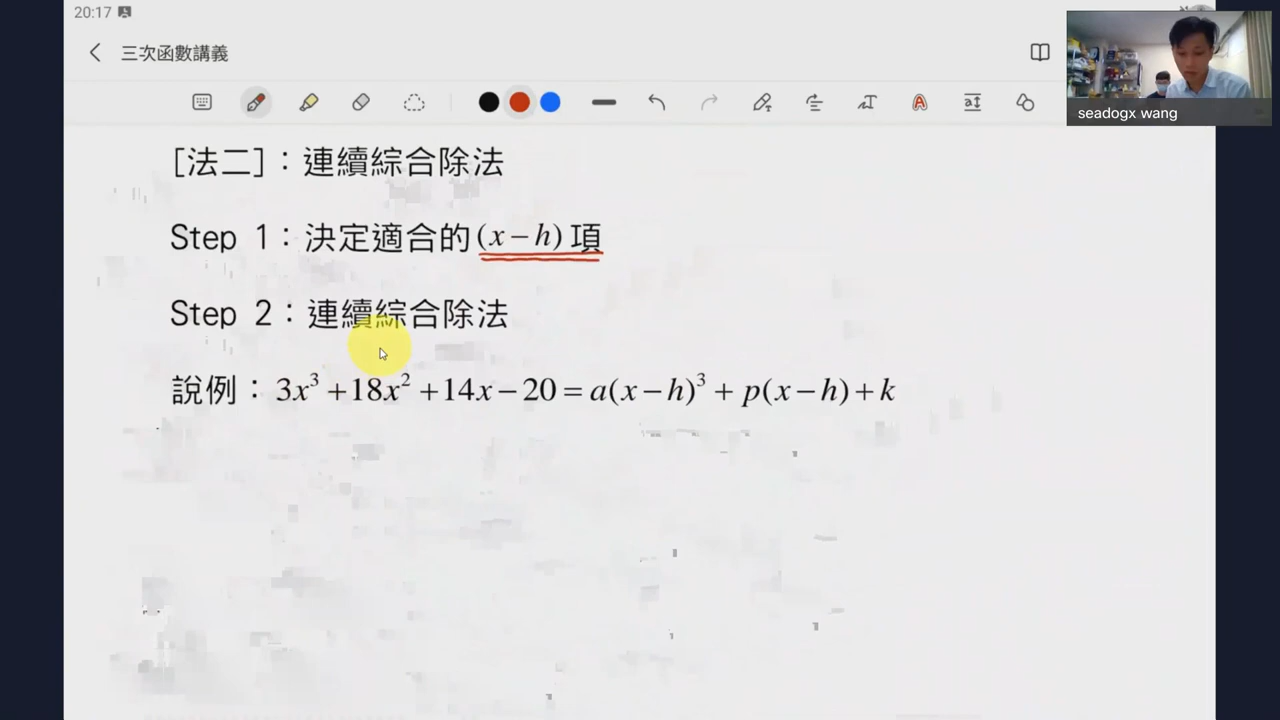 20:17
三次函數講義
seadogx wang
[法二]：連續綜合除法
Step 1：決定適合的(x−h)項
Step 2：連續綜合除法
說例：3x³+18x²+14x−20=a(x−h)³+p(x−h)+k